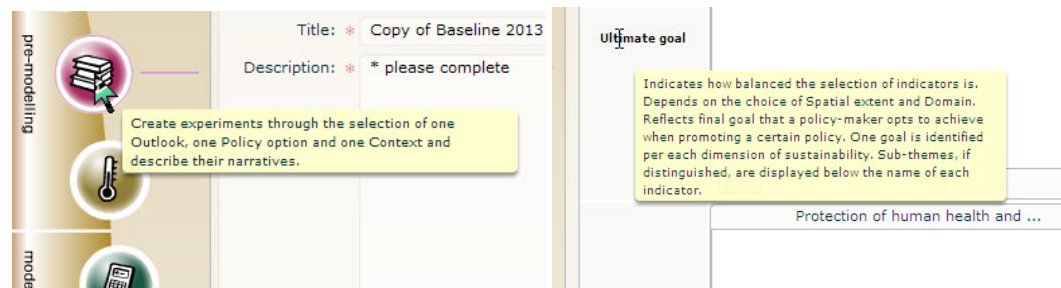 pre-modelling
Title: * Copy of Baseline 2013
Description: * * please complete
Create experiments through the selection of one
Outlook, one Policy option and one Context and
describe their narratives.
mode
Ultimate goal
Indicates how balanced the selection of indicators is.
Depends on the choice of Spatial extent and Domain.
Reflects final goal that a policy-maker opts to achieve
when promoting a certain policy. One goal is identified
per each dimension of sustainability. Sub-themes, if
distinguished, are displayed below the name of each
indicator.
Protection of human health and ...